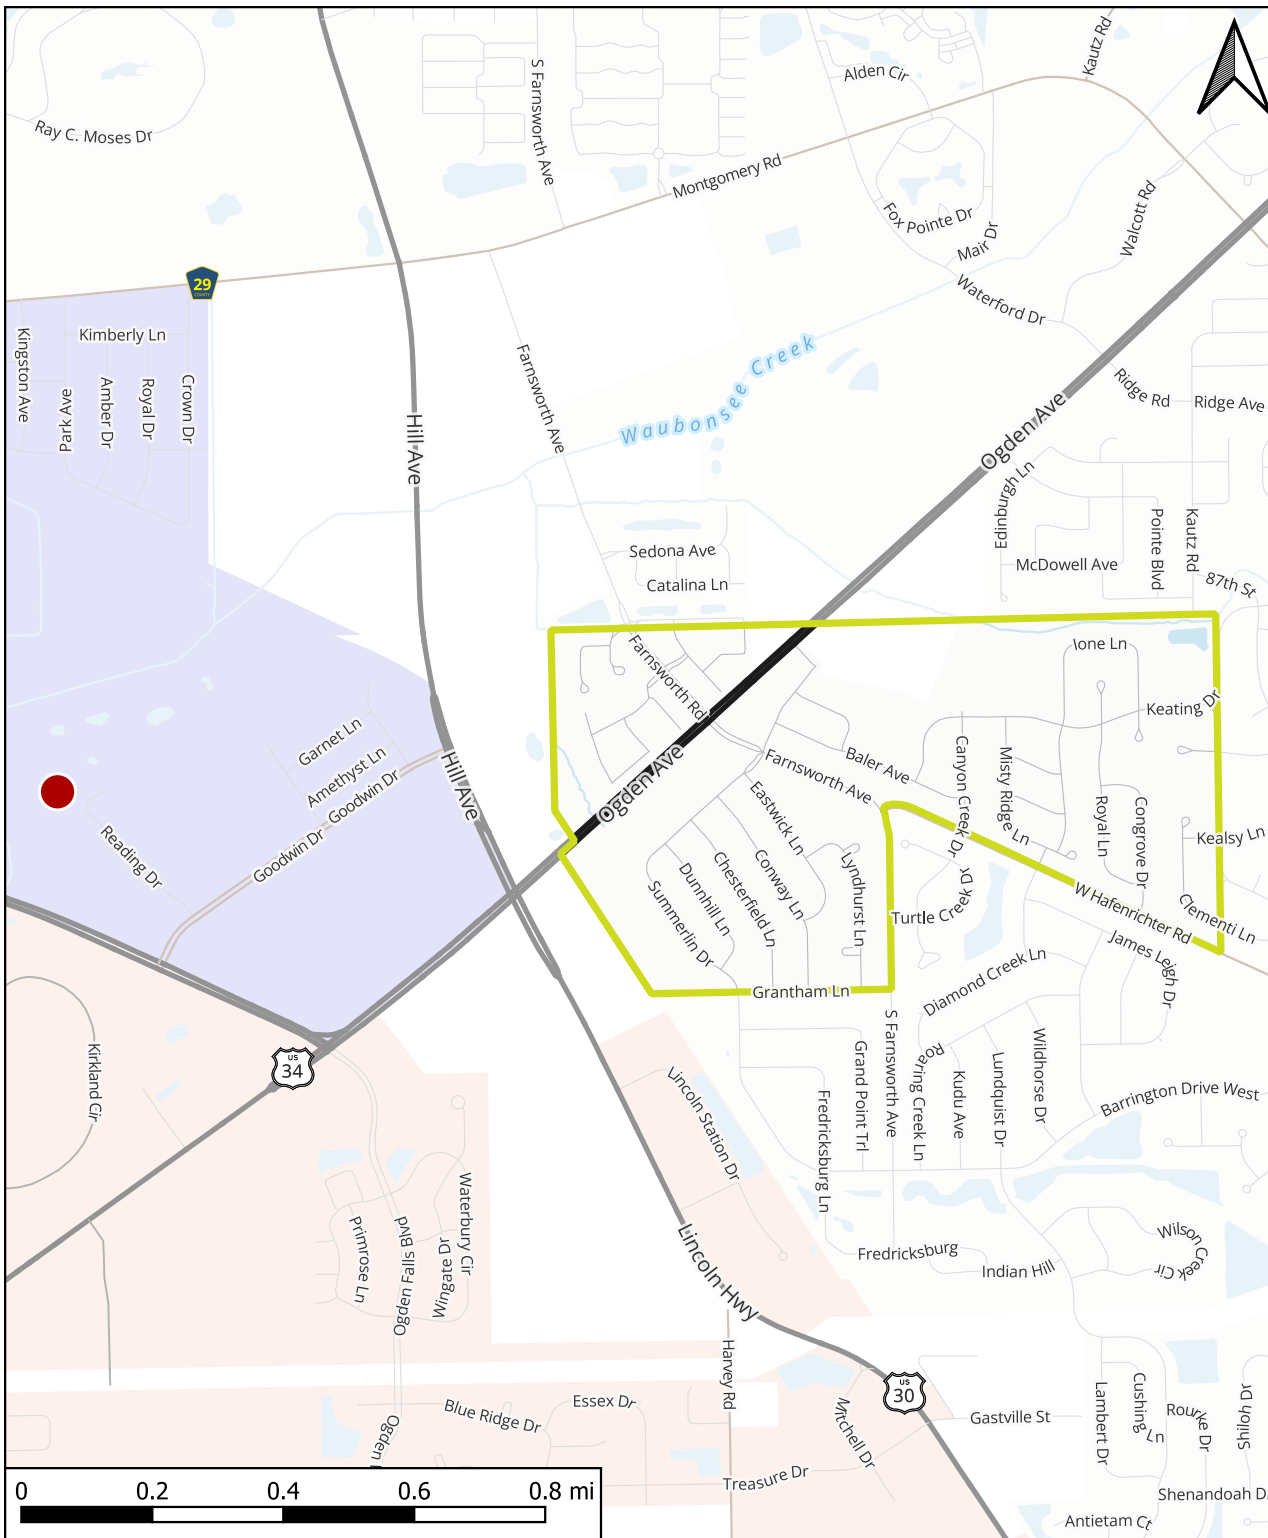 Kautz Rd
Alden Cir
S Farnsworth Ave
Ray C. Moses Dr
Montgomery Rd
Fox Pointe Dr
Walcott Rd
Mair Dr
29
COUNTY
Waterford Dr
Kimberly Ln
Kingston Ave
Park Ave
Amber Dr
Royal Dr
Crown Dr
Farnsworth Ave
Waubonsee Creek
Ridge Rd
Ridge Ave
Hill Ave
Ogden Ave
Edinburgh Ln
Pointe Blvd
Kautz Rd
Sedona Ave
McDowell Ave
87th St
Catalina Ln
Farnsworth Rd
Ione Ln
Keating Dr
Garnet Ln
Amethyst Ln
Goodwin Dr
Goodwin Dr
Reading Dr
Hill Ave
Ogden Ave
Farnsworth Ave
Baler Ave
Canyon Creek Dr
Misty Ridge Ln
Royal Ln
Congrove Dr
Kealsy Ln
Eastwick Ln
Conway Ln
Chesterfield Ln
Dunnhill Ln
Summerlin Dr
Lyndhurst Ln
Turtle Creek Dr
W Hafenrichter Rd
Clementi Ln
James Leigh Dr
Diamond Creek Ln
Grantham Ln
US
34
Kirkland Cir
Lincoln Station Dr
Fredricksburg Ln
Grand Point Trl
S Farnsworth Ave
Roaring Creek Ln
Kudu Ave
Lundquist Dr
Wildhorse Dr
Barrington Drive West
Primrose Ln
Ogden Falls Blvd
Wingate Dr
Waterbury Cir
Lincoln Hwy
Fredricksburg
Indian Hill
Wilson Creek Cir
Harvey Rd
US
30
Mitchell Dr
Gastville St
Lambert Dr
Cushing Ln
Rourke Dr
Shiloh Dr
Essex Dr
Blue Ridge Dr
Ogden
Treasure Dr
Shenandoah D
Antietam Ct
0 0.2 0.4 0.6 0.8 mi